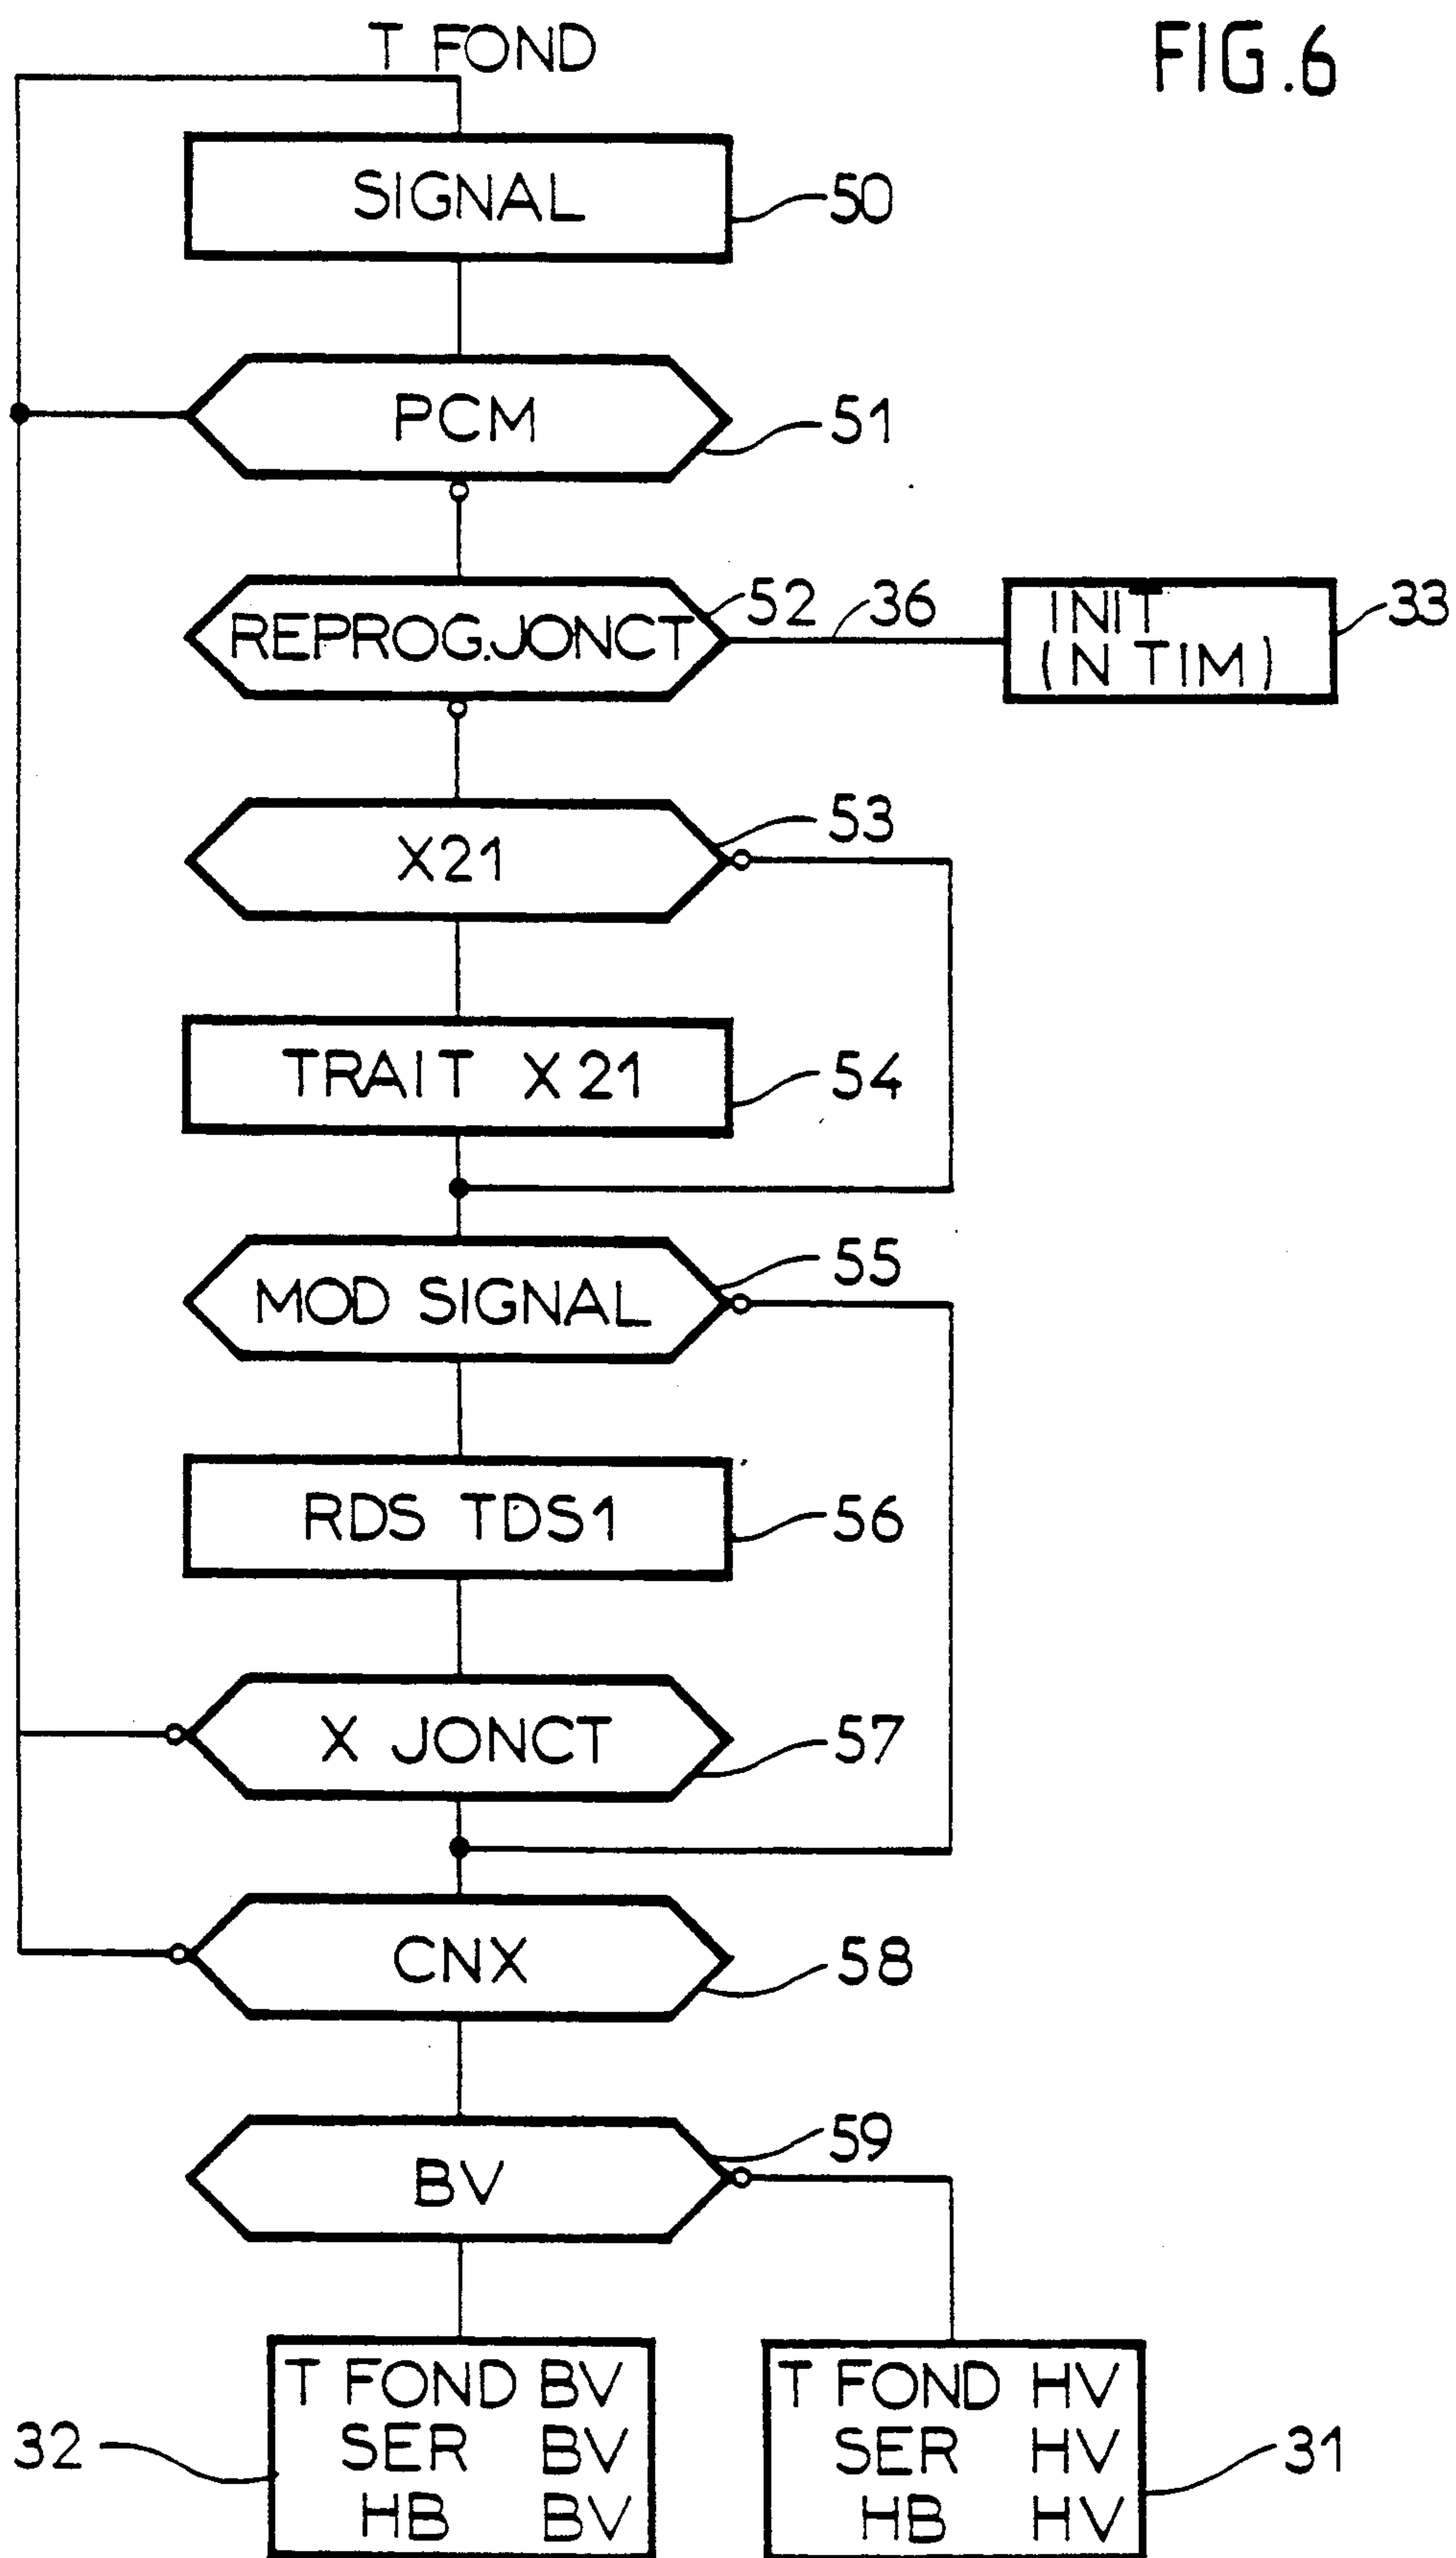 T FOND
FIG.6
SIGNAL
50
PCM
51
REPROG.JONCT
52
36
INIT
(N TIM)
33
X21
53
TRAIT X21
54
MOD SIGNAL
55
RDS TDS1
56
X JONCT
57
CNX
58
BV
59
T FOND BV
SER BV
HB BV
32
T FOND HV
SER HV
HB HV
31